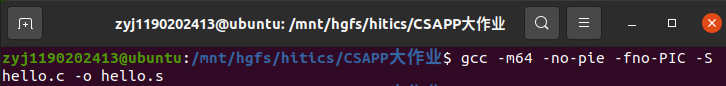 zyj1190202413@ubuntu: /mnt/hgfs/hitics/CSAPP大作业
zyj1190202413@ubuntu:/mnt/hgfs/hitics/CSAPP大作业$ gcc -m64 -no-pie -fno-PIC -S
hello.c -o hello.s